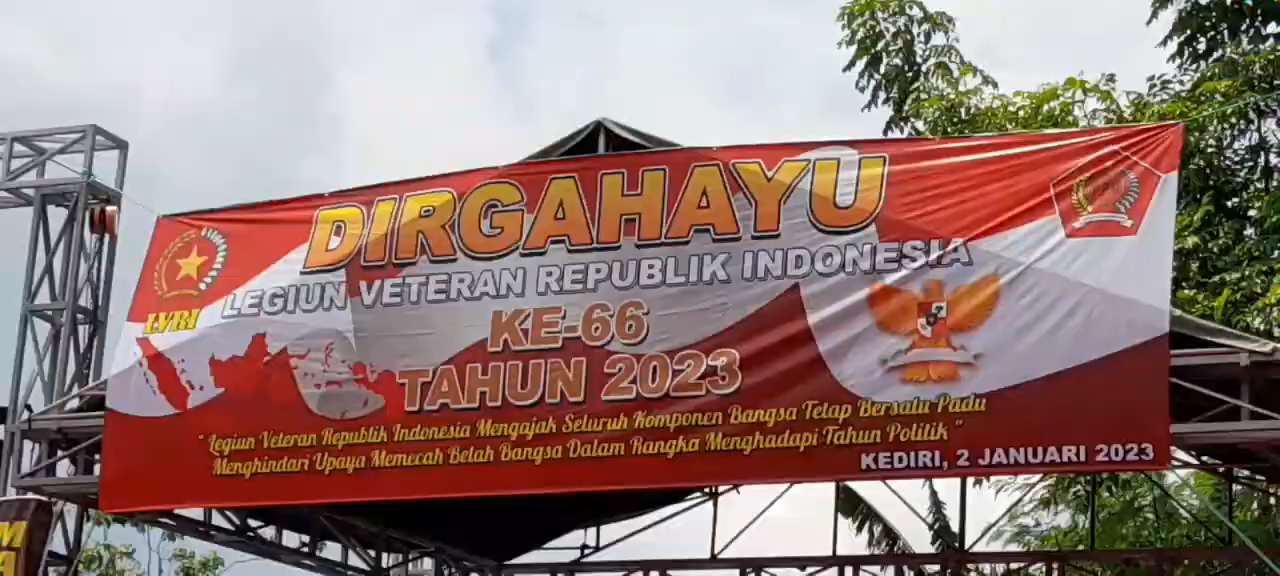 DIRGAHAYU
LEGIUN VETERAN REPUBLIK INDONESIA
LVRI
KE-66
TAHUN 2023
" Legiun Veteran Republik Indonesia Mengajak Seluruh Komponen Bangsa Tetap Bersatu Padu
Menghindari Upaya Memecah Belah Bangsa Dalam Rangka Menghadapi Tahun Politik "
KEDIRI, 2 JANUARI 2023
M